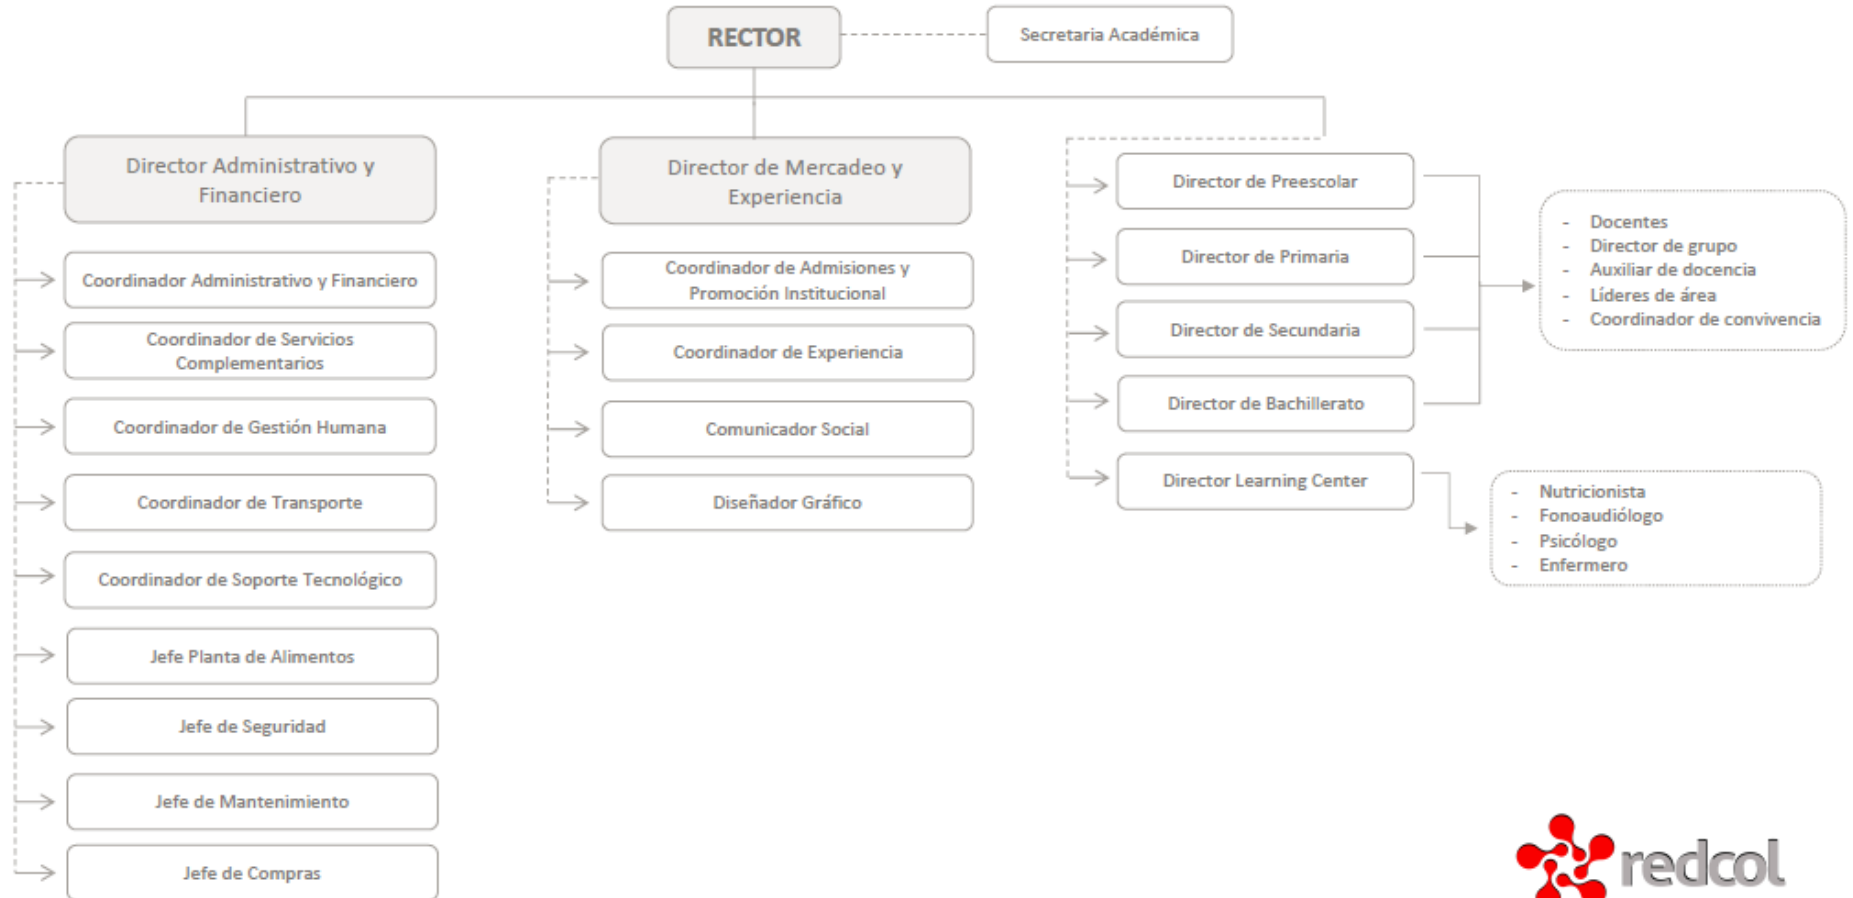 RECTOR
Secretaria Académica
Director Administrativo y
Financiero
Coordinador Administrativo y Financiero
Coordinador de Servicios
Complementarios
Coordinador de Gestión Humana
Coordinador de Transporte
Coordinador de Soporte Tecnológico
Jefe Planta de Alimentos
Jefe de Seguridad
Jefe de Mantenimiento
Jefe de Compras
Director de Mercadeo y
Experiencia
Coordinador de Admisiones y
Promoción Institucional
Coordinador de Experiencia
Comunicador Social
Diseñador Gráfico
Director de Preescolar
Director de Primaria
Director de Secundaria
Director de Bachillerato
Director Learning Center
- Docentes
- Director de grupo
- Auxiliar de docencia
- Líderes de área
- Coordinador de convivencia
- Nutricionista
- Fonoaudiólogo
- Psicólogo
- Enfermero
redcol